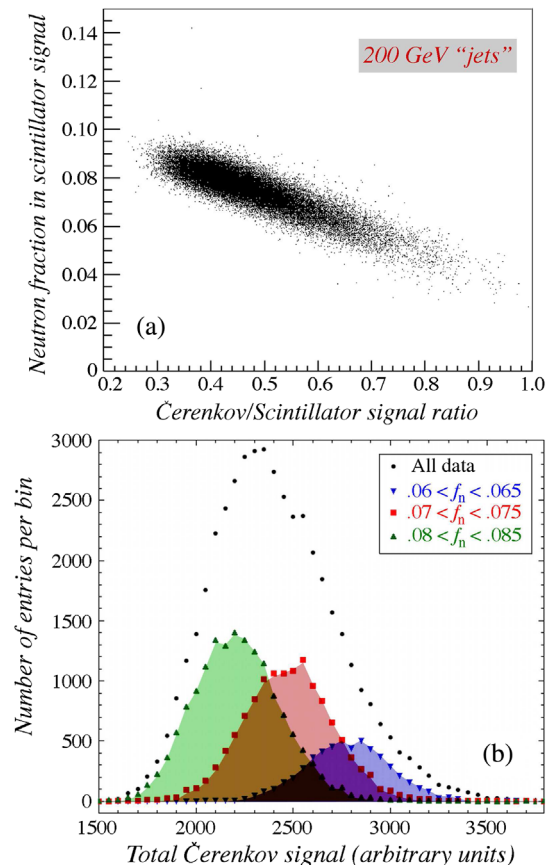 0.14
200 GeV “jets”
0.12
0.10
0.08
0.06
0.04
0.02
(a)
0
0.2 0.3 0.4 0.5 0.6 0.7 0.8 0.9 1.0
Neutron fraction in scintillator signal
Čerenkov/Scintillator signal ratio
3000
All data
.06 < fn < .065
2500
.07 < fn < .075
.08 < fn < .085
2000
1500
1000
500
(b)
0
1500 2000 2500 3000 3500
Number of entries per bin
Total Čerenkov signal (arbitrary units)